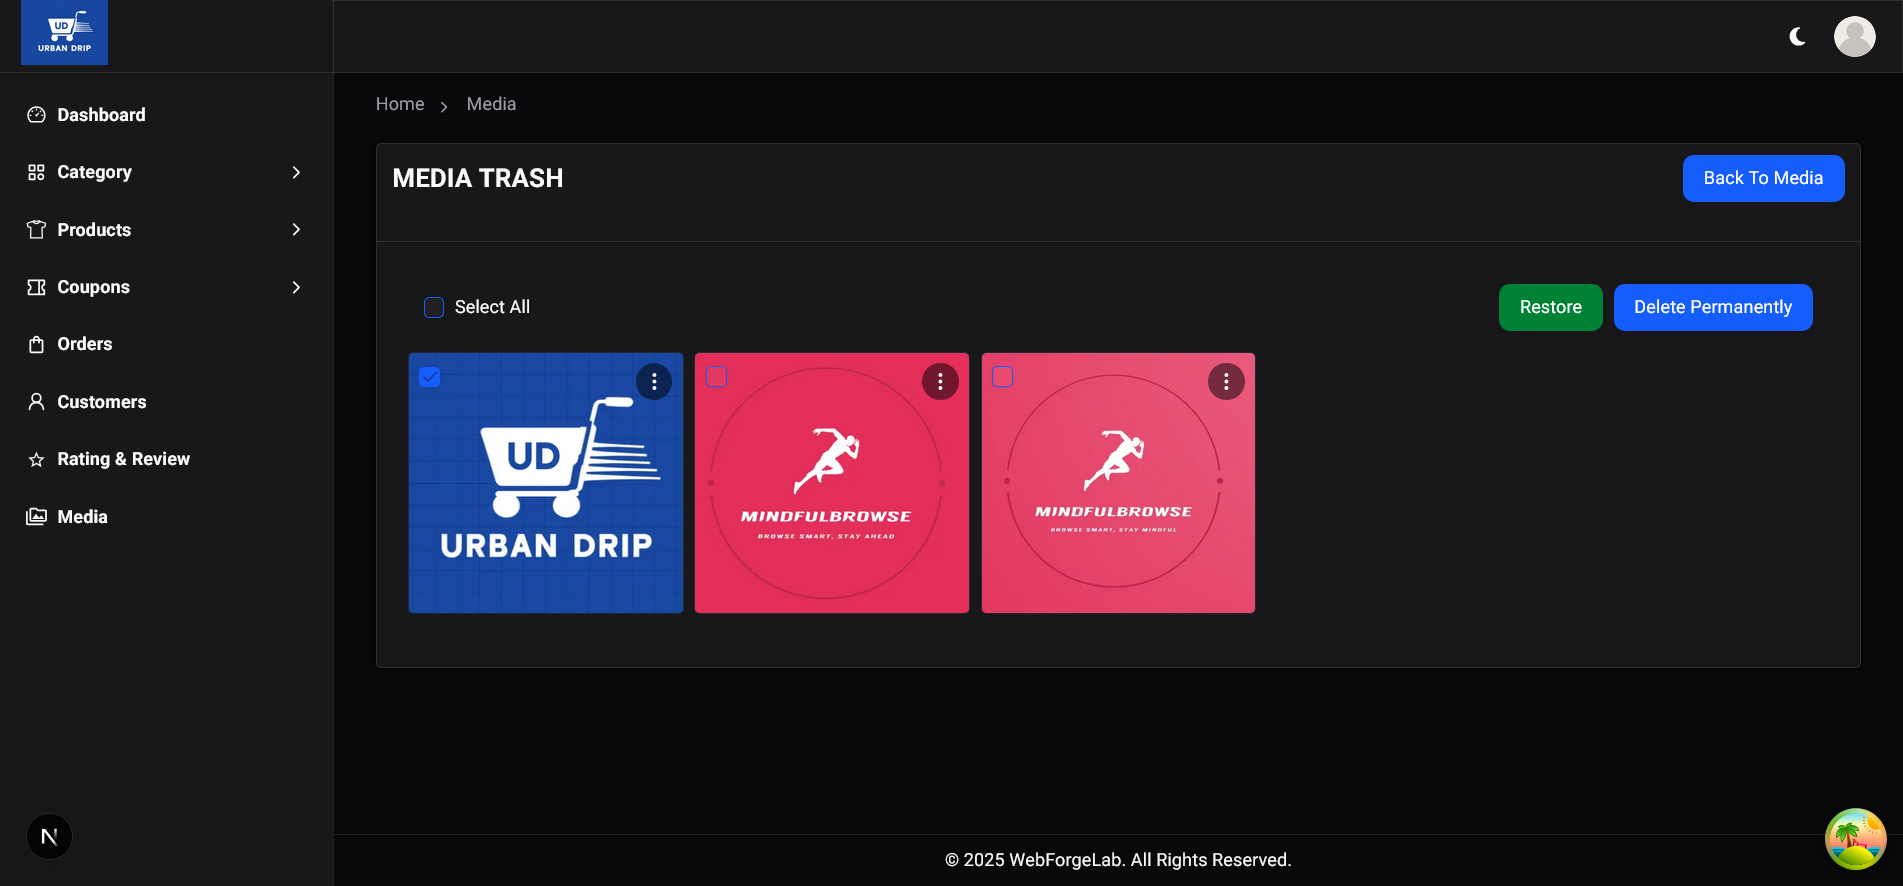 UD
URBAN DRIP
Dashboard
Category
Products
Coupons
Orders
Customers
Rating & Review
Media
N
Home > Media
MEDIA TRASH
Back To Media
Select All
Restore
Delete Permanently
UD
URBAN DRIP
MINDFULBROWSE
BROWSE SMART, STAY AHEAD
MINDFULBROWSE
BROWSE SMART, STAY MINDFUL
© 2025 WebForgeLab. All Rights Reserved.